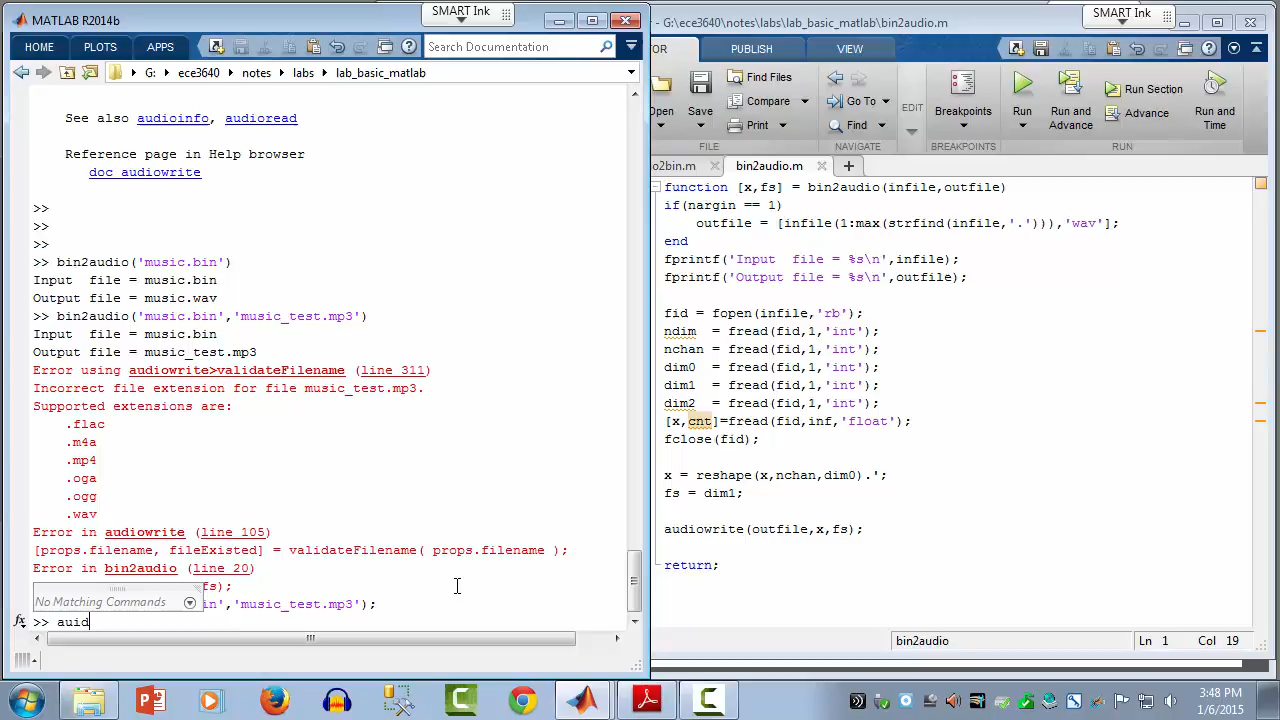 MATLAB R2014b
SMART Ink
HOME
PLOTS
APPS
Search Documentation
G:
ece3640
notes
labs
lab_basic_matlab
See also audioinfo, audioread
Reference page in Help browser
doc audiowrite
>>
>>
>>
>> bin2audio('music.bin')
Input  file = music.bin
Output file = music.wav
>> bin2audio('music.bin','music_test.mp3')
Input  file = music.bin
Output file = music_test.mp3
Error using audiowrite>validateFilename (line 311)
Incorrect file extension for file music_test.mp3.
Supported extensions are:
.flac
.m4a
.mp4
.oga
.ogg
.wav
Error in audiowrite (line 105)
[props.filename, fileExisted] = validateFilename( props.filename );
Error in bin2audio (line 20)
fs);
No Matching Commands
in','music_test.mp3');
fx >> auid
- G:\ece3640\notes\labs\lab_basic_matlab\bin2audio.m
SMART Ink
TOR
PUBLISH
VIEW
Open
Save
Find Files
Compare
Print
FILE
Go To
Find
NAVIGATE
EDIT
Breakpoints
BREAKPOINTS
Run
Run and Advance
Run Section
Advance
Run and Time
RUN
o2bin.m
bin2audio.m
function [x,fs] = bin2audio(infile,outfile)
if(nargin == 1)
outfile = [infile(1:max(strfind(infile,'.'))),'wav'];
end
fprintf('Input  file = %s\n',infile);
fprintf('Output file = %s\n',outfile);
fid = fopen(infile,'rb');
ndim  = fread(fid,1,'int');
nchan = fread(fid,1,'int');
dim0  = fread(fid,1,'int');
dim1  = fread(fid,1,'int');
dim2  = fread(fid,1,'int');
[x,cnt]=fread(fid,inf,'float');
fclose(fid);
x = reshape(x,nchan,dim0).';
fs = dim1;
audiowrite(outfile,x,fs);
return;
bin2audio
Ln 1
Col 19
3:48 PM
1/6/2015